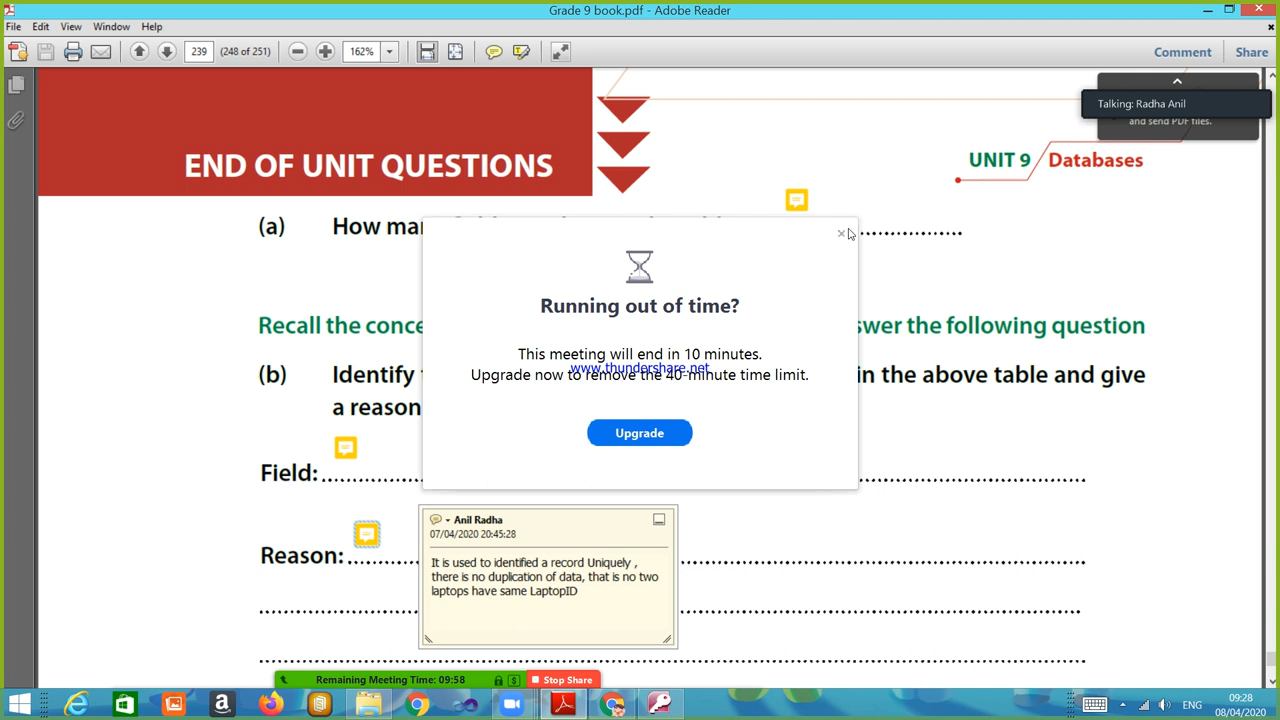 Grade 9 book.pdf - Adobe Reader
File Edit View Window Help
239 (248 of 251) 162% Comment Share
Talking: Radha Anil
and send PDF files.
END OF UNIT QUESTIONS
UNIT 9 Databases
(a) How
Recall the
swer the following question
(b) Identify
in the above table and give
a reason
Running out of time?
This meeting will end in 10 minutes.
www.thundershare.net
Upgrade now to remove the 40-minute time limit.
Upgrade
Field:
Reason:
Anil Radha
07/04/2020 20:45:28
It is used to identified a record Uniquely ,
there is no duplication of data, that is no two
laptops have same LaptopID
Remaining Meeting Time: 09:58 Stop Share
ENG
09:28
08/04/2020